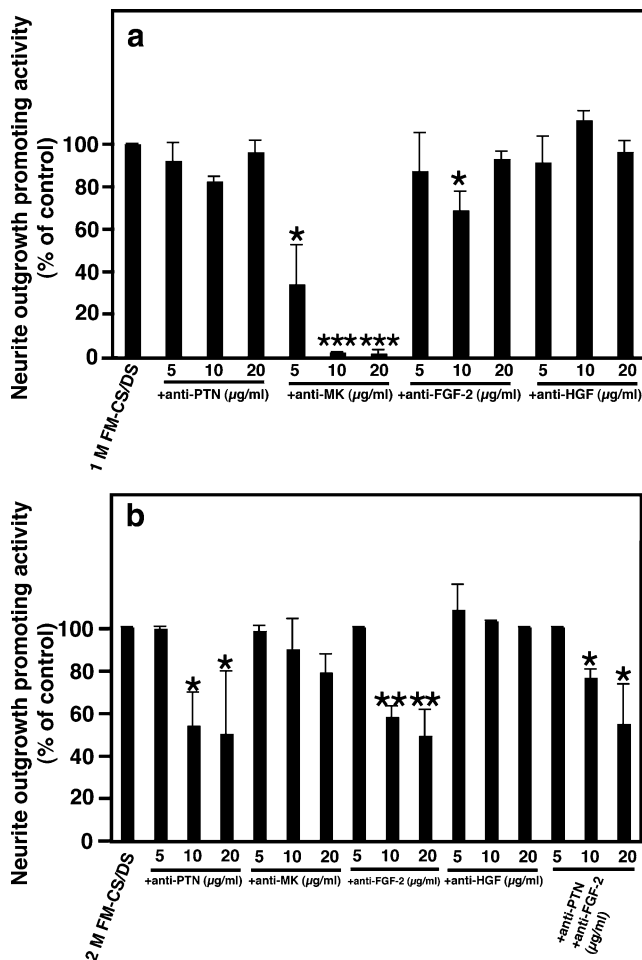 a
Neurite outgrowth promoting activity
(% of control)
100
80
60
40
20
0
*
***
***
*
5 10 20 5 10 20 5 10 20 5 10 20
1 M FM-CS/DS
+anti-PTN (µg/ml) +anti-MK (µg/ml) +anti-FGF-2 (µg/ml) +anti-HGF (µg/ml)
b
Neurite outgrowth promoting activity
(% of control)
100
80
60
40
20
0
*
*
**
**
*
*
5 10 20 5 10 20 5 10 20 5 10 20 5 10 20
2 M FM-CS/DS
+anti-PTN (µg/ml) +anti-MK (µg/ml) +anti-FGF-2 (µg/ml) +anti-HGF (µg/ml)
+anti-PTN
+anti-FGF-2
(µg/ml)